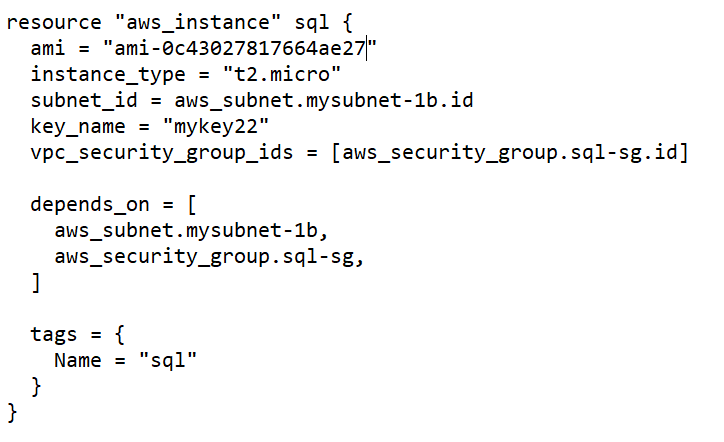 resource "aws_instance" sql {
  ami = "ami-0c43027817664ae27"
  instance_type = "t2.micro"
  subnet_id = aws_subnet.mysubnet-1b.id
  key_name = "mykey22"
  vpc_security_group_ids = [aws_security_group.sql-sg.id]

  depends_on = [
    aws_subnet.mysubnet-1b,
    aws_security_group.sql-sg,
  ]

  tags = {
    Name = "sql"
  }
}